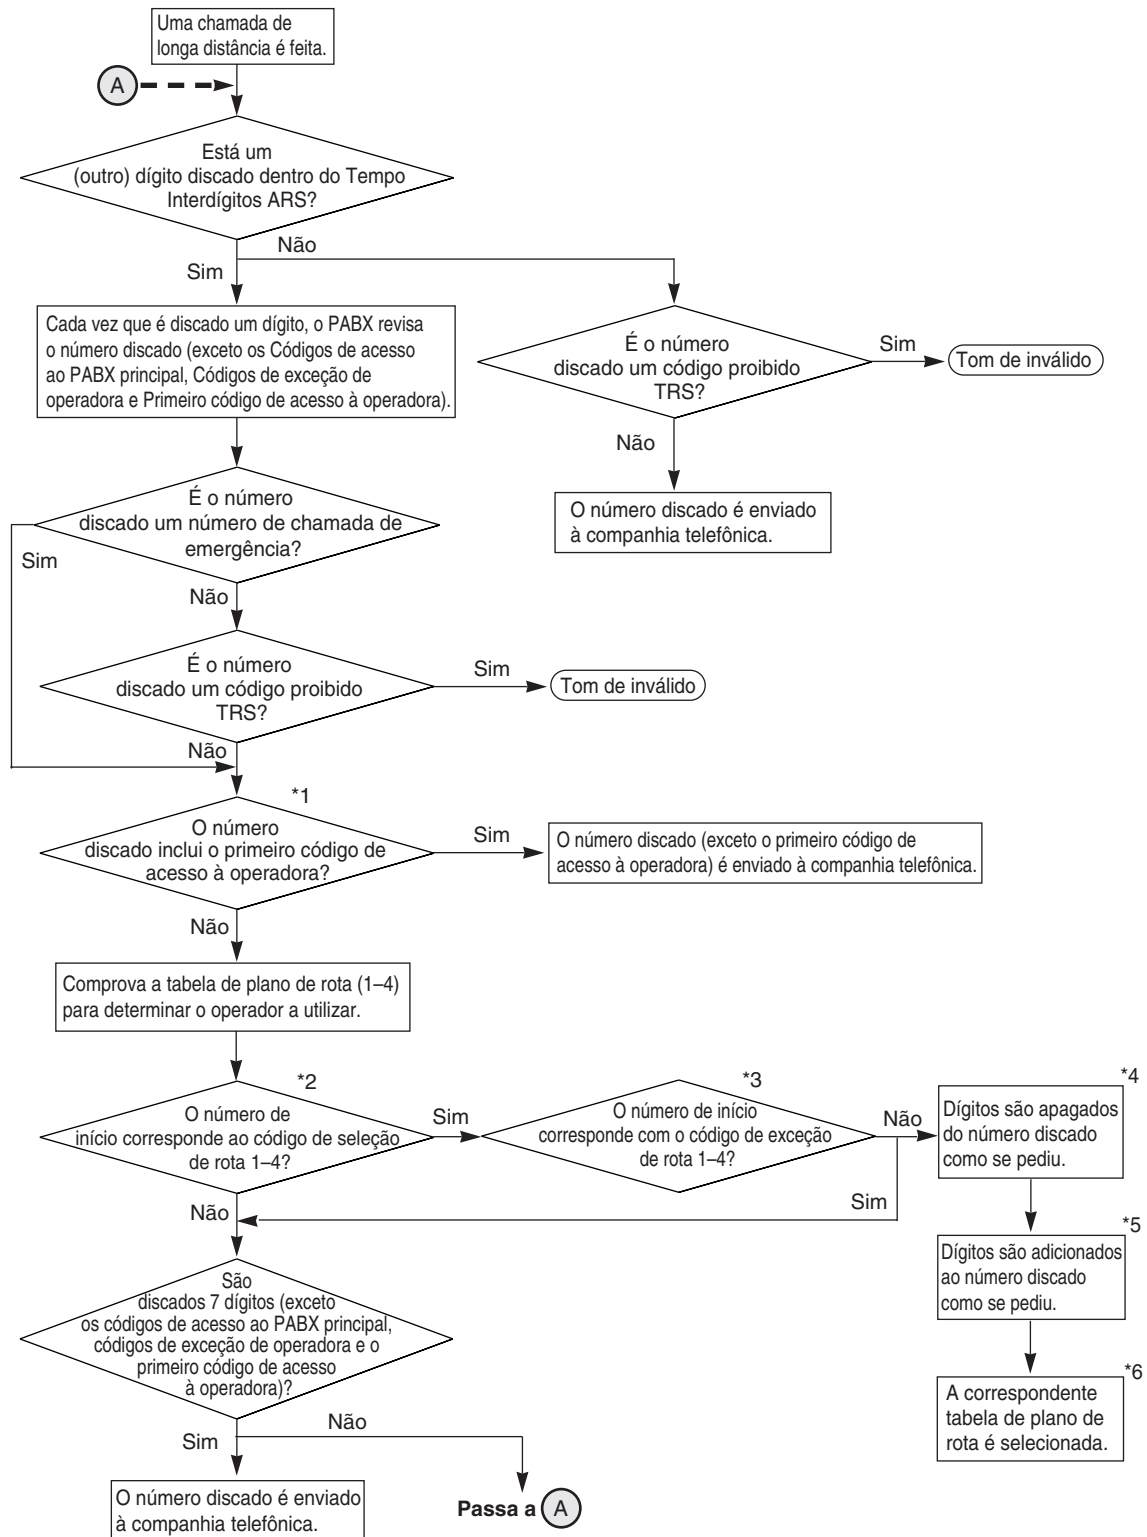 Uma chamada de
longa distância é feita.
A
Está um
(outro) dígito discado dentro do Tempo
Interdígitos ARS?
Não
Sim
Cada vez que é discado um dígito, o PABX revisa
o número discado (exceto os Códigos de acesso
ao PABX principal, Códigos de exceção de
operadora e Primeiro código de acesso à operadora).
É o número
discado um código proibido
TRS?
Sim
Tom de inválido
Não
O número discado é enviado
à companhia telefônica.
É o número
discado um número de chamada de
emergência?
Sim
Não
É o número
discado um código proibido
TRS?
Sim
Tom de inválido
Não
*1
O número
discado inclui o primeiro código de
acesso à operadora?
Sim
O número discado (exceto o primeiro código de
acesso à operadora) é enviado à companhia telefônica.
Não
Comprova a tabela de plano de rota (1–4)
para determinar o operador a utilizar.
*2
O número de
início corresponde ao código de seleção
de rota 1–4?
Sim
*3
O número de início
corresponde com o código de exceção
de rota 1–4?
Não
*4
Dígitos são apagados
do número discado
como se pediu.
Sim
Não
*5
Dígitos são adicionados
ao número discado
como se pediu.
São
discados 7 dígitos (exceto
os códigos de acesso ao PABX principal,
códigos de exceção de operadora e o
primeiro código de acesso
à operadora)?
*6
A correspondente
tabela de plano de
rota é selecionada.
Não
Sim
O número discado é enviado
à companhia telefônica.
Passa a A